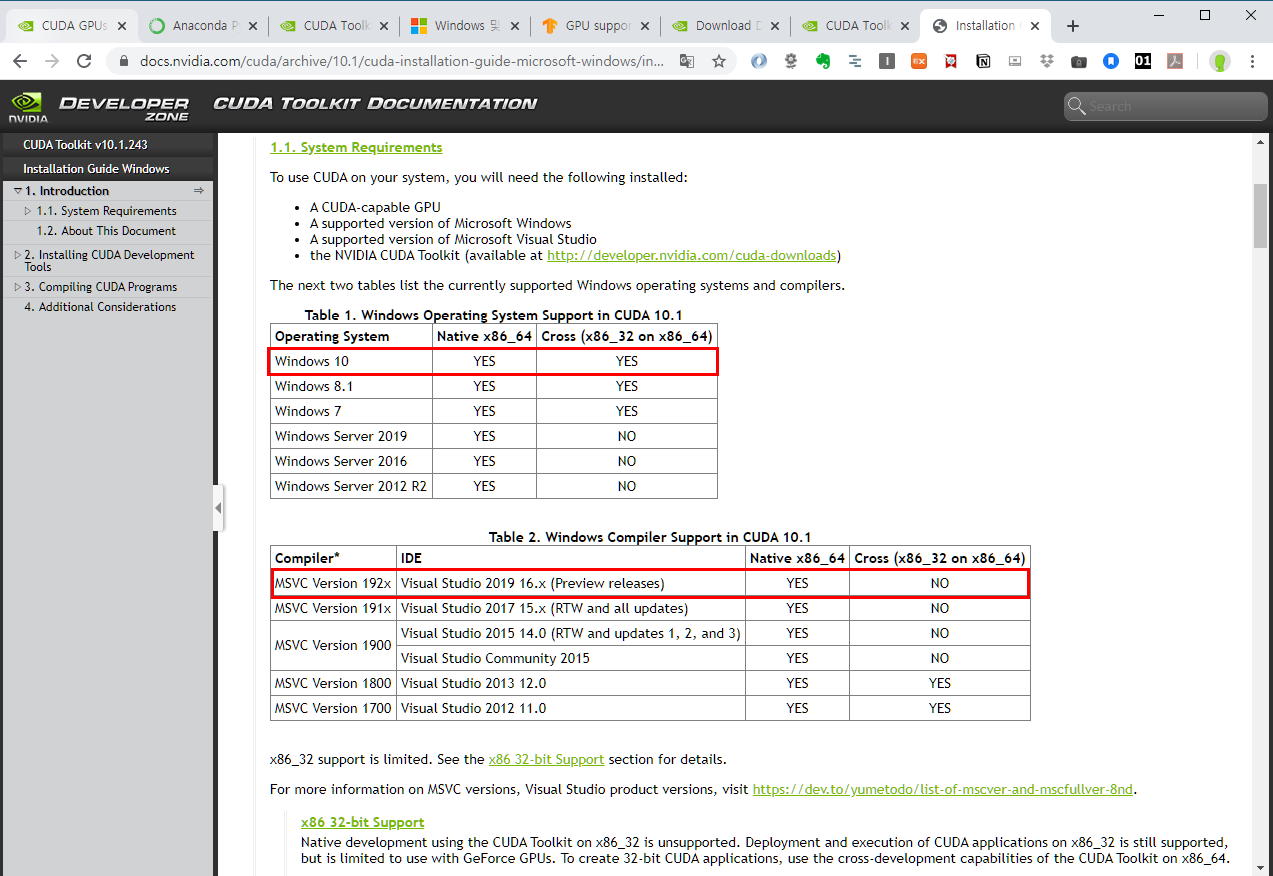 CUDA GPUs
Anaconda P
CUDA Toolk
Windows 및
GPU suppor
Download D
CUDA Toolk
Installation
docs.nvidia.com/cuda/archive/10.1/cuda-installation-guide-microsoft-windows/in...
NVIDIA
DEVELOPER
ZONE
CUDA TOOLKIT DOCUMENTATION
Search
CUDA Toolkit v10.1.243
Installation Guide Windows
1. Introduction
1.1. System Requirements
1.2. About This Document
2. Installing CUDA Development
Tools
3. Compiling CUDA Programs
4. Additional Considerations
1.1. System Requirements
To use CUDA on your system, you will need the following installed:
• A CUDA-capable GPU
• A supported version of Microsoft Windows
• A supported version of Microsoft Visual Studio
• the NVIDIA CUDA Toolkit (available at http://developer.nvidia.com/cuda-downloads)
The next two tables list the currently supported Windows operating systems and compilers.
Table 1. Windows Operating System Support in CUDA 10.1
Operating System Native x86_64 Cross (x86_32 on x86_64)
Windows 10 YES YES
Windows 8.1 YES YES
Windows 7 YES YES
Windows Server 2019 YES NO
Windows Server 2016 YES NO
Windows Server 2012 R2 YES NO
Table 2. Windows Compiler Support in CUDA 10.1
Compiler* IDE Native x86_64 Cross (x86_32 on x86_64)
MSVC Version 192x Visual Studio 2019 16.x (Preview releases) YES NO
MSVC Version 191x Visual Studio 2017 15.x (RTW and all updates) YES NO
MSVC Version 1900 Visual Studio 2015 14.0 (RTW and updates 1, 2, and 3) YES NO
Visual Studio Community 2015 YES NO
MSVC Version 1800 Visual Studio 2013 12.0 YES YES
MSVC Version 1700 Visual Studio 2012 11.0 YES YES
x86_32 support is limited. See the x86 32-bit Support section for details.
For more information on MSVC versions, Visual Studio product versions, visit https://dev.to/yumetodo/list-of-mscver-and-mscfullver-8nd.
x86 32-bit Support
Native development using the CUDA Toolkit on x86_32 is unsupported. Deployment and execution of CUDA applications on x86_32 is still supported,
but is limited to use with GeForce GPUs. To create 32-bit CUDA applications, use the cross-development capabilities of the CUDA Toolkit on x86_64.